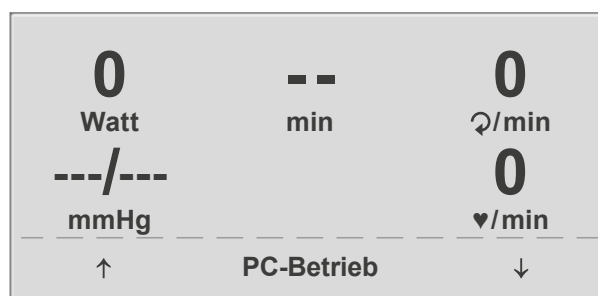 0 -- 0
Watt min ↻/min
---/--- 0
mmHg ♥/min
↑ PC-Betrieb ↓